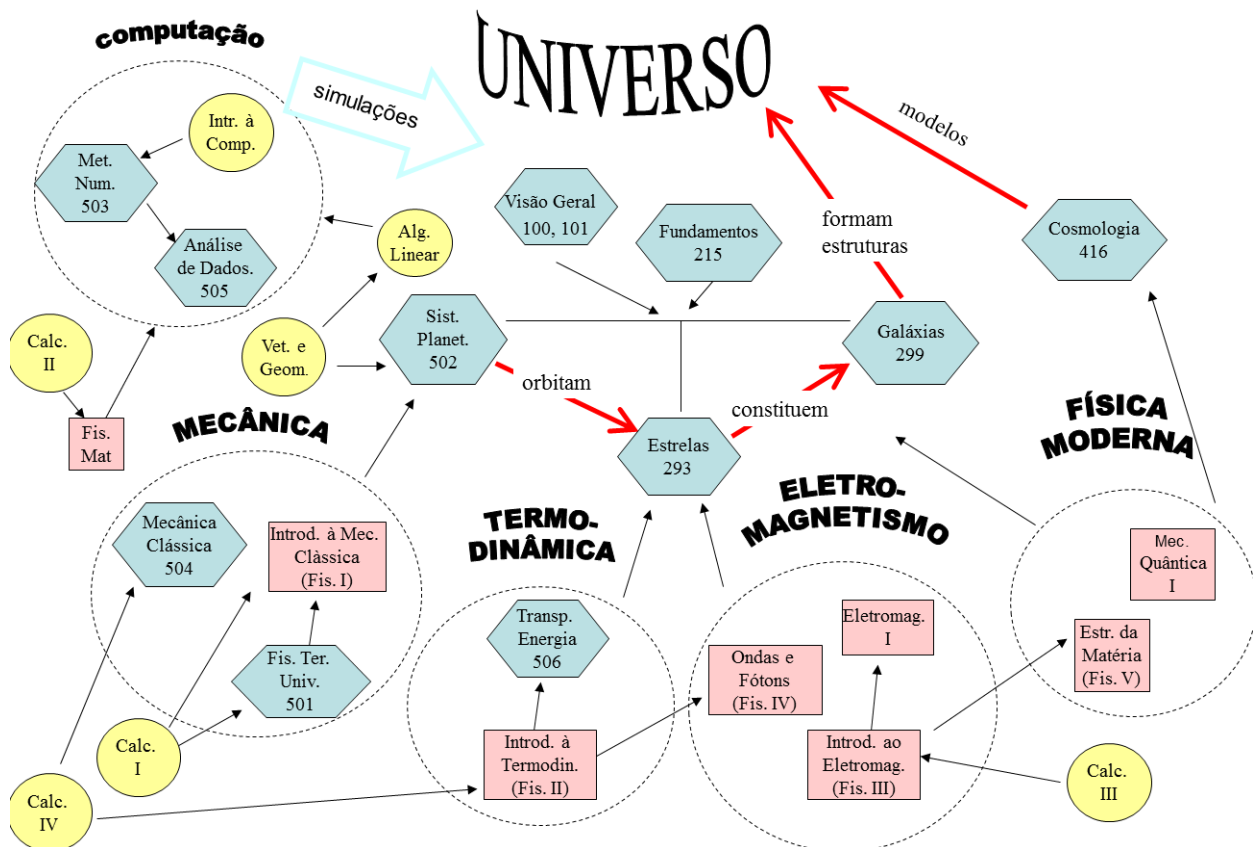 computação
UNIVERSO
simulações
modelos
Intr. à
Comp.
Met.
Num.
503
Análise
de Dados.
505
Alg.
Linear
Visão Geral
100, 101
Fundamentos
215
formam
estruturas
Cosmologia
416
Calc.
II
Vet. e
Geom.
Sist.
Planet.
502
Galáxias
299
orbitam
constituem
Fis.
Mat
MECÂNICA
Estrelas
293
FÍSICA
MODERNA
TERMO-
DINÂMICA
ELETRO-
MAGNETISMO
Mecânica
Clássica
504
Introd. à Mec.
Clàssica
(Fis. I)
Fis. Ter.
Univ.
501
Transp.
Energia
506
Eletromag.
I
Ondas e
Fótons
(Fis. IV)
Mec.
Quântica
I
Estr. da
Matéria
(Fis. V)
Calc.
I
Calc.
IV
Introd. à
Termodin.
(Fis. II)
Introd. ao
Eletromag.
(Fis. III)
Calc.
III